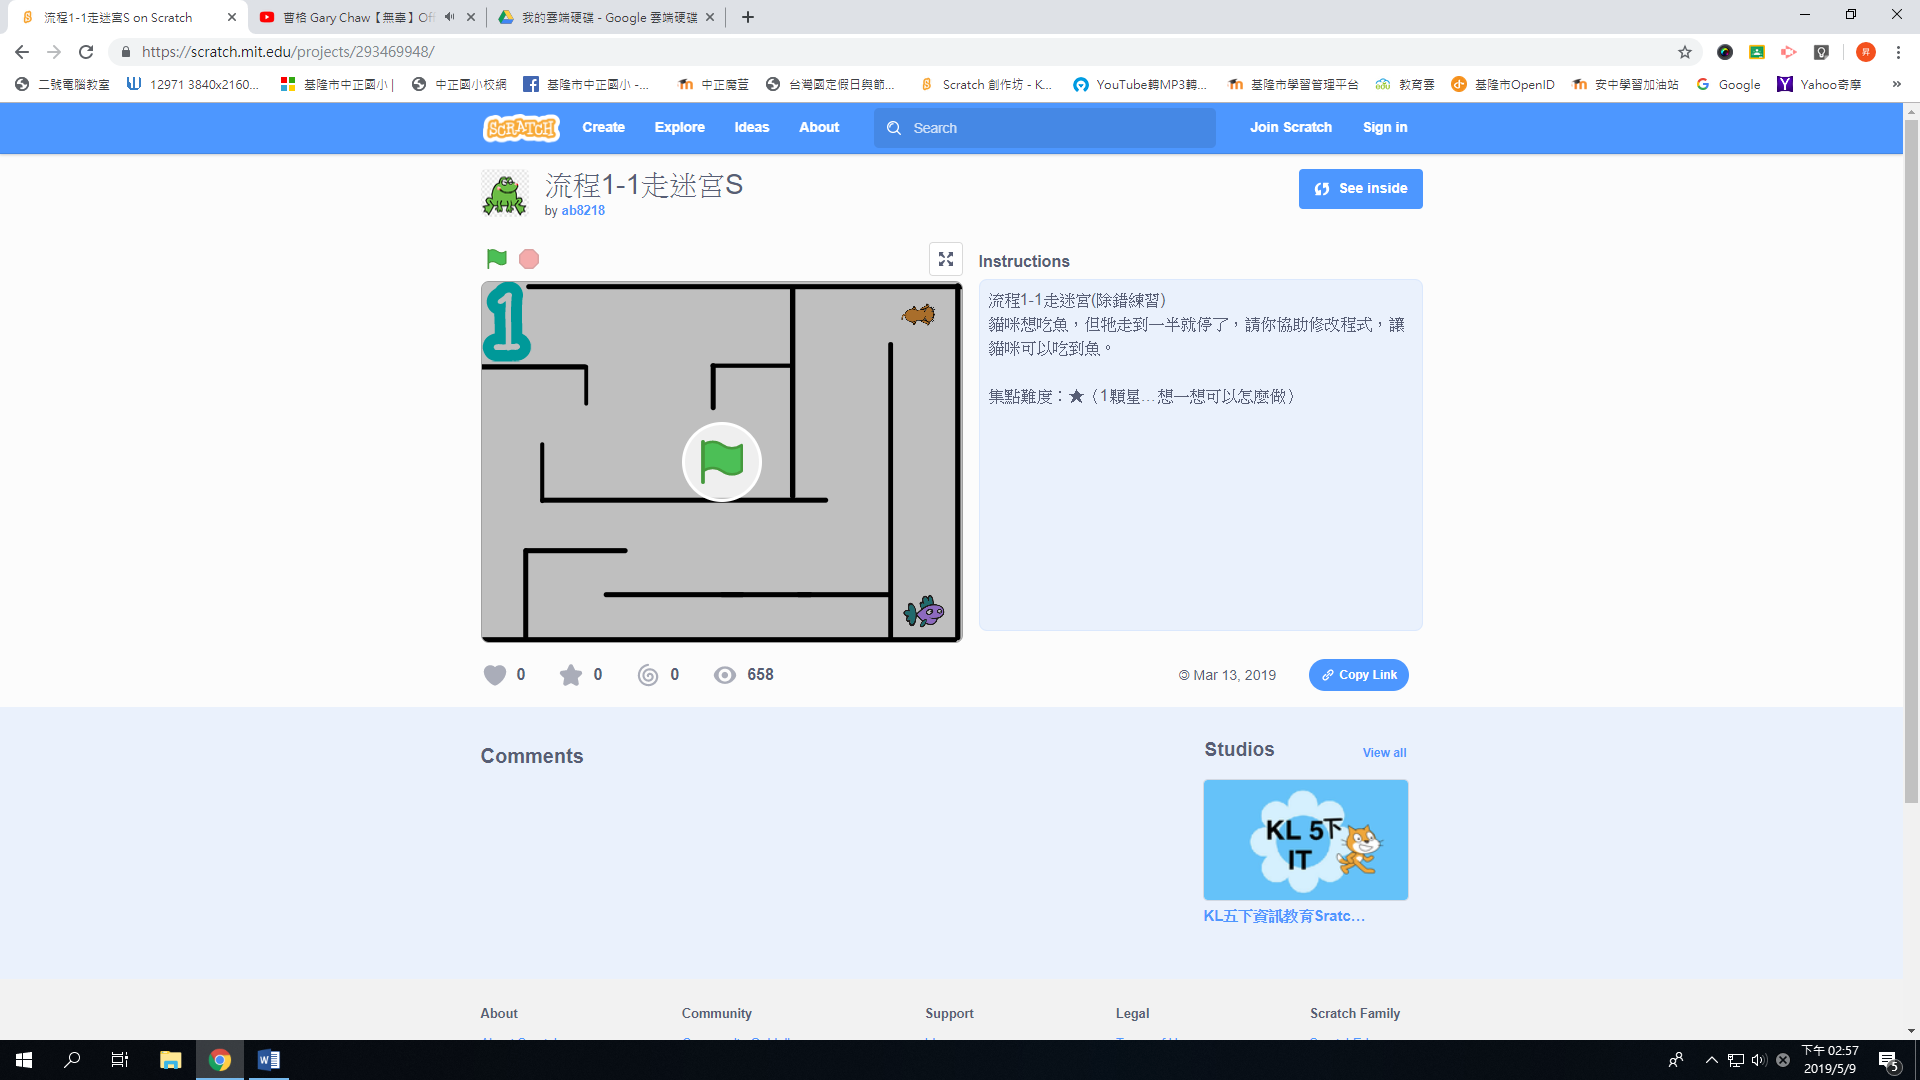 流程1-1走迷宮S on Scratch
曹格 Gary Chaw【無辜】Of
我的雲端硬碟 - Google 雲端硬碟
https://scratch.mit.edu/projects/293469948/
二號電腦教室
12971 3840x2160...
基隆市中正國小 |
中正國小校網
基隆市中正國小 -...
中正魔荳
台灣國定假日與節...
Scratch 創作坊 - K...
YouTube轉MP3轉...
基隆市學習管理平台
教育雲
基隆市OpenID
安中學習加油站
Google
Yahoo奇摩
SCRATCH
Create
Explore
Ideas
About
Search
Join Scratch
Sign in
流程1-1走迷宮S
by ab8218
See inside
Instructions
1
流程1-1走迷宮(除錯練習)
貓咪想吃魚，但牠走到一半就停了，請你協助修改程式，讓
貓咪可以吃到魚。
集點難度：★（1顆星...想一想可以怎麼做）
0
0
0
658
© Mar 13, 2019
Copy Link
Comments
Studios
View all
KL 5下
IT
KL五下資訊教育Sratc...
About
Community
Support
Legal
Scratch Family
下午 02:57
2019/5/9
5